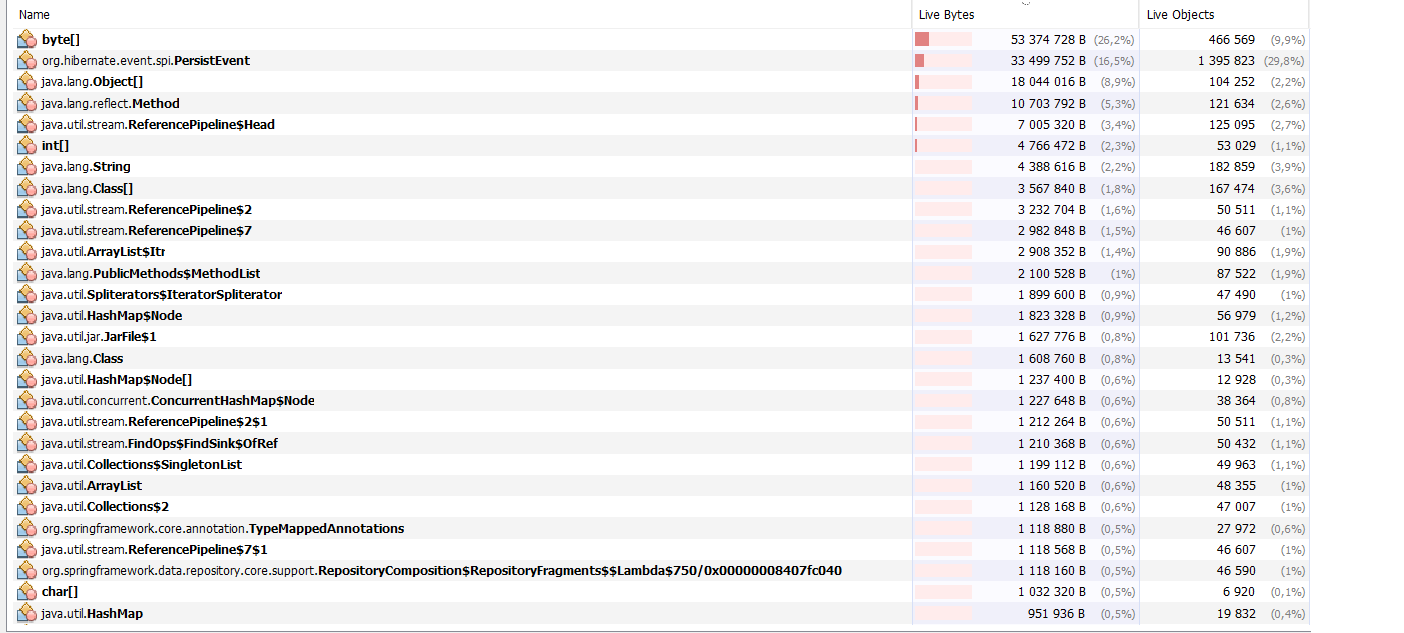 Name Live Bytes Live Objects
byte[] 53 374 728 B (26,2%) 466 569 (9,9%)
org.hibernate.event.spi.PersistEvent 33 499 752 B (16,5%) 1 395 823 (29,8%)
java.lang.Object[] 18 044 016 B (8,9%) 104 252 (2,2%)
java.lang.reflect.Method 10 703 792 B (5,3%) 121 634 (2,6%)
java.util.stream.ReferencePipeline$Head 7 005 320 B (3,4%) 125 095 (2,7%)
int[] 4 766 472 B (2,3%) 53 029 (1,1%)
java.lang.String 4 388 616 B (2,2%) 182 859 (3,9%)
java.lang.Class[] 3 567 840 B (1,8%) 167 474 (3,6%)
java.util.stream.ReferencePipeline$2 3 232 704 B (1,6%) 50 511 (1,1%)
java.util.stream.ReferencePipeline$7 2 982 848 B (1,5%) 46 607 (1%)
java.util.ArrayList$Itr 2 908 352 B (1,4%) 90 886 (1,9%)
java.lang.PublicMethods$MethodList 2 100 528 B (1%) 87 522 (1,9%)
java.util.Spliterators$IteratorSpliterator 1 899 600 B (0,9%) 47 490 (1%)
java.util.HashMap$Node 1 823 328 B (0,9%) 56 979 (1,2%)
java.util.jar.JarFile$1 1 627 776 B (0,8%) 101 736 (2,2%)
java.lang.Class 1 608 760 B (0,8%) 13 541 (0,3%)
java.util.HashMap$Node[] 1 237 400 B (0,6%) 12 928 (0,3%)
java.util.concurrent.ConcurrentHashMap$Node 1 227 648 B (0,6%) 38 364 (0,8%)
java.util.stream.ReferencePipeline$2$1 1 212 264 B (0,6%) 50 511 (1,1%)
java.util.stream.FindOps$FindSink$OfRef 1 210 368 B (0,6%) 50 432 (1,1%)
java.util.Collections$SingletonList 1 199 112 B (0,6%) 49 963 (1,1%)
java.util.ArrayList 1 160 520 B (0,6%) 48 355 (1%)
java.util.Collections$2 1 128 168 B (0,6%) 47 007 (1%)
org.springframework.core.annotation.TypeMappedAnnotations 1 118 880 B (0,5%) 27 972 (0,6%)
java.util.stream.ReferencePipeline$7$1 1 118 568 B (0,5%) 46 607 (1%)
org.springframework.data.repository.core.support.RepositoryComposition$RepositoryFragments$$Lambda$750/0x00000008407fc040 1 118 160 B (0,5%) 46 590 (1%)
char[] 1 032 320 B (0,5%) 6 920 (0,1%)
java.util.HashMap 951 936 B (0,5%) 19 832 (0,4%)